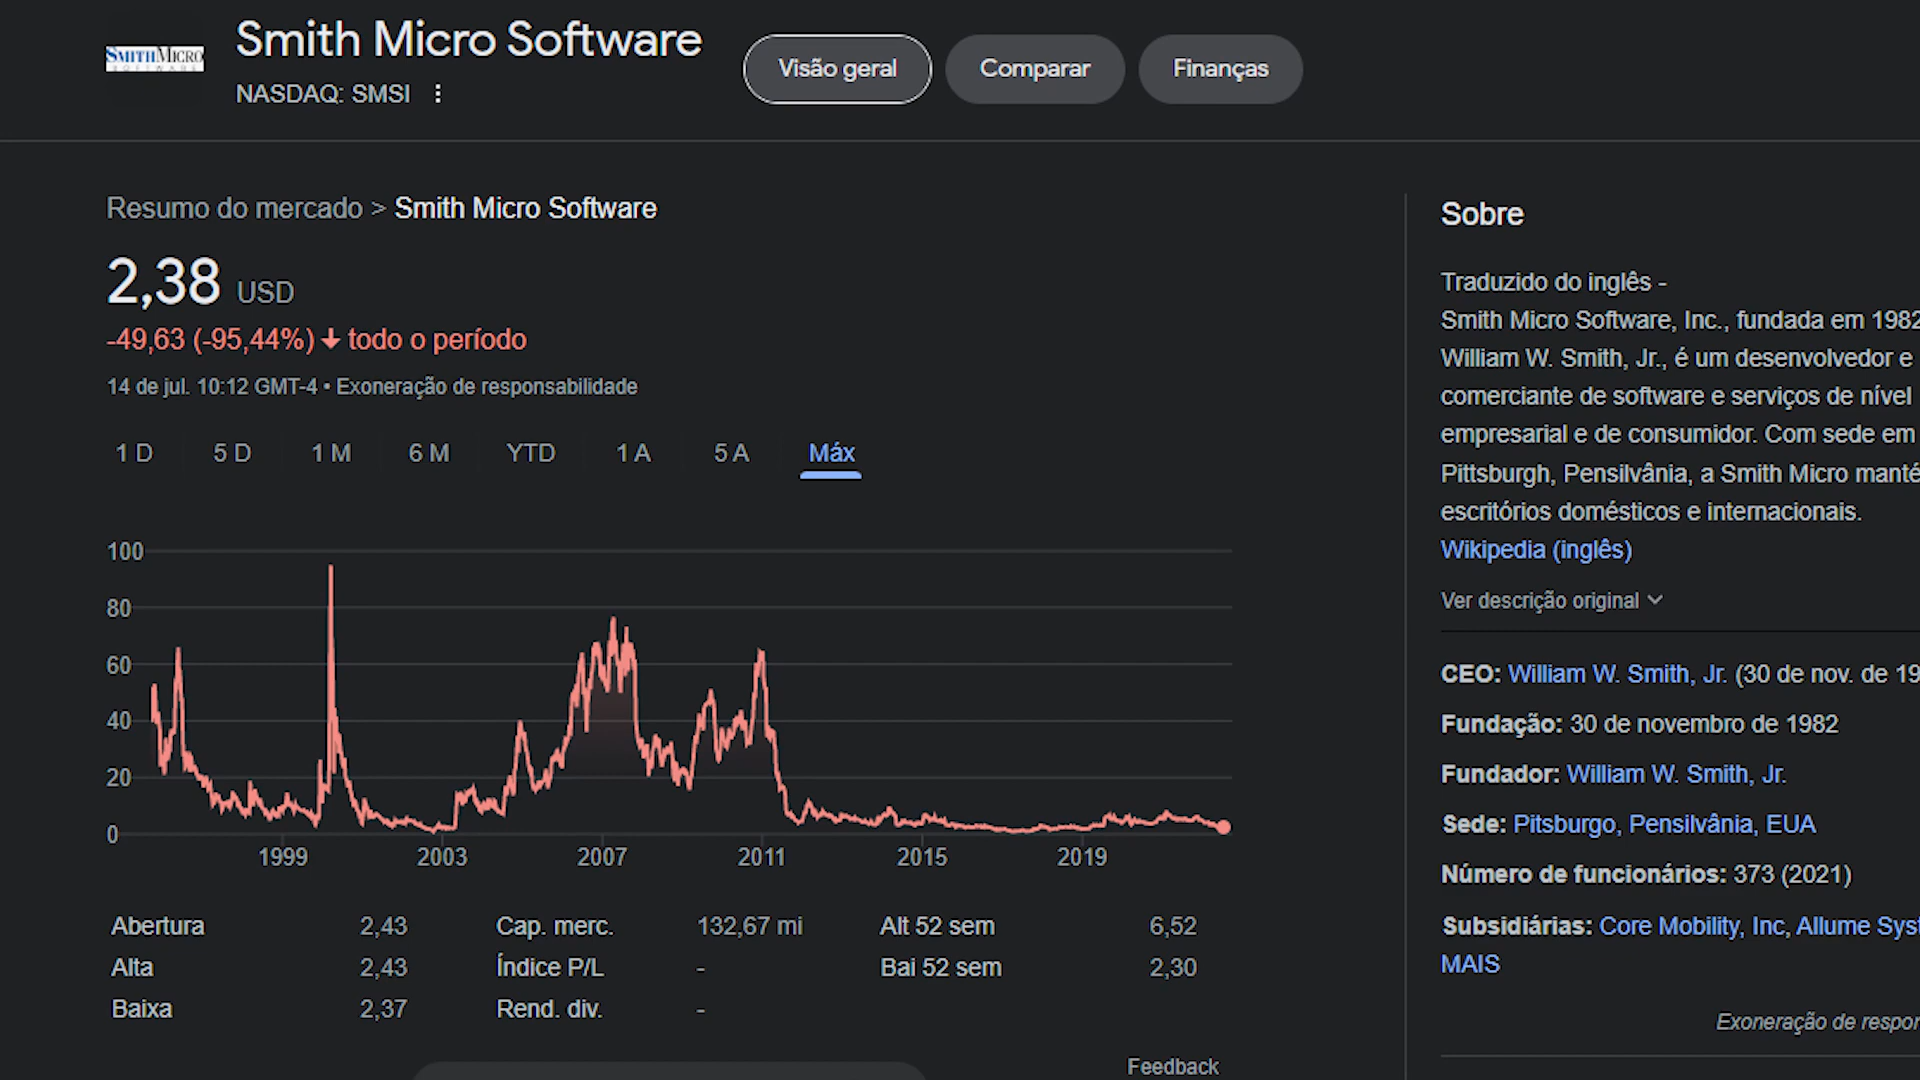 SMITHMICRO
SOFTWARE
Smith Micro Software
NASDAQ: SMSI
Visão geral
Comparar
Finanças
Resumo do mercado > Smith Micro Software
2,38 USD
-49,63 (-95,44%) ↓ todo o período
14 de jul. 10:12 GMT-4 • Exoneração de responsabilidade
1 D 5 D 1 M 6 M YTD 1 A 5 A Máx
100
80
60
40
20
0
1999 2003 2007 2011 2015 2019
Abertura 2,43 Cap. merc. 132,67 mi Alt 52 sem 6,52
Alta 2,43 Índice P/L - Bai 52 sem 2,30
Baixa 2,37 Rend. div. -
Feedback
Sobre
Traduzido do inglês -
Smith Micro Software, Inc., fundada em 1982
William W. Smith, Jr., é um desenvolvedor e
comerciante de software e serviços de nível
empresarial e de consumidor. Com sede em
Pittsburgh, Pensilvânia, a Smith Micro manté
escritórios domésticos e internacionais.
Wikipedia (inglês)
Ver descrição original
CEO: William W. Smith, Jr. (30 de nov. de 19
Fundação: 30 de novembro de 1982
Fundador: William W. Smith, Jr.
Sede: Pitsburgo, Pensilvânia, EUA
Número de funcionários: 373 (2021)
Subsidiárias: Core Mobility, Inc, Allume Syst
MAIS
Exoneração de respon